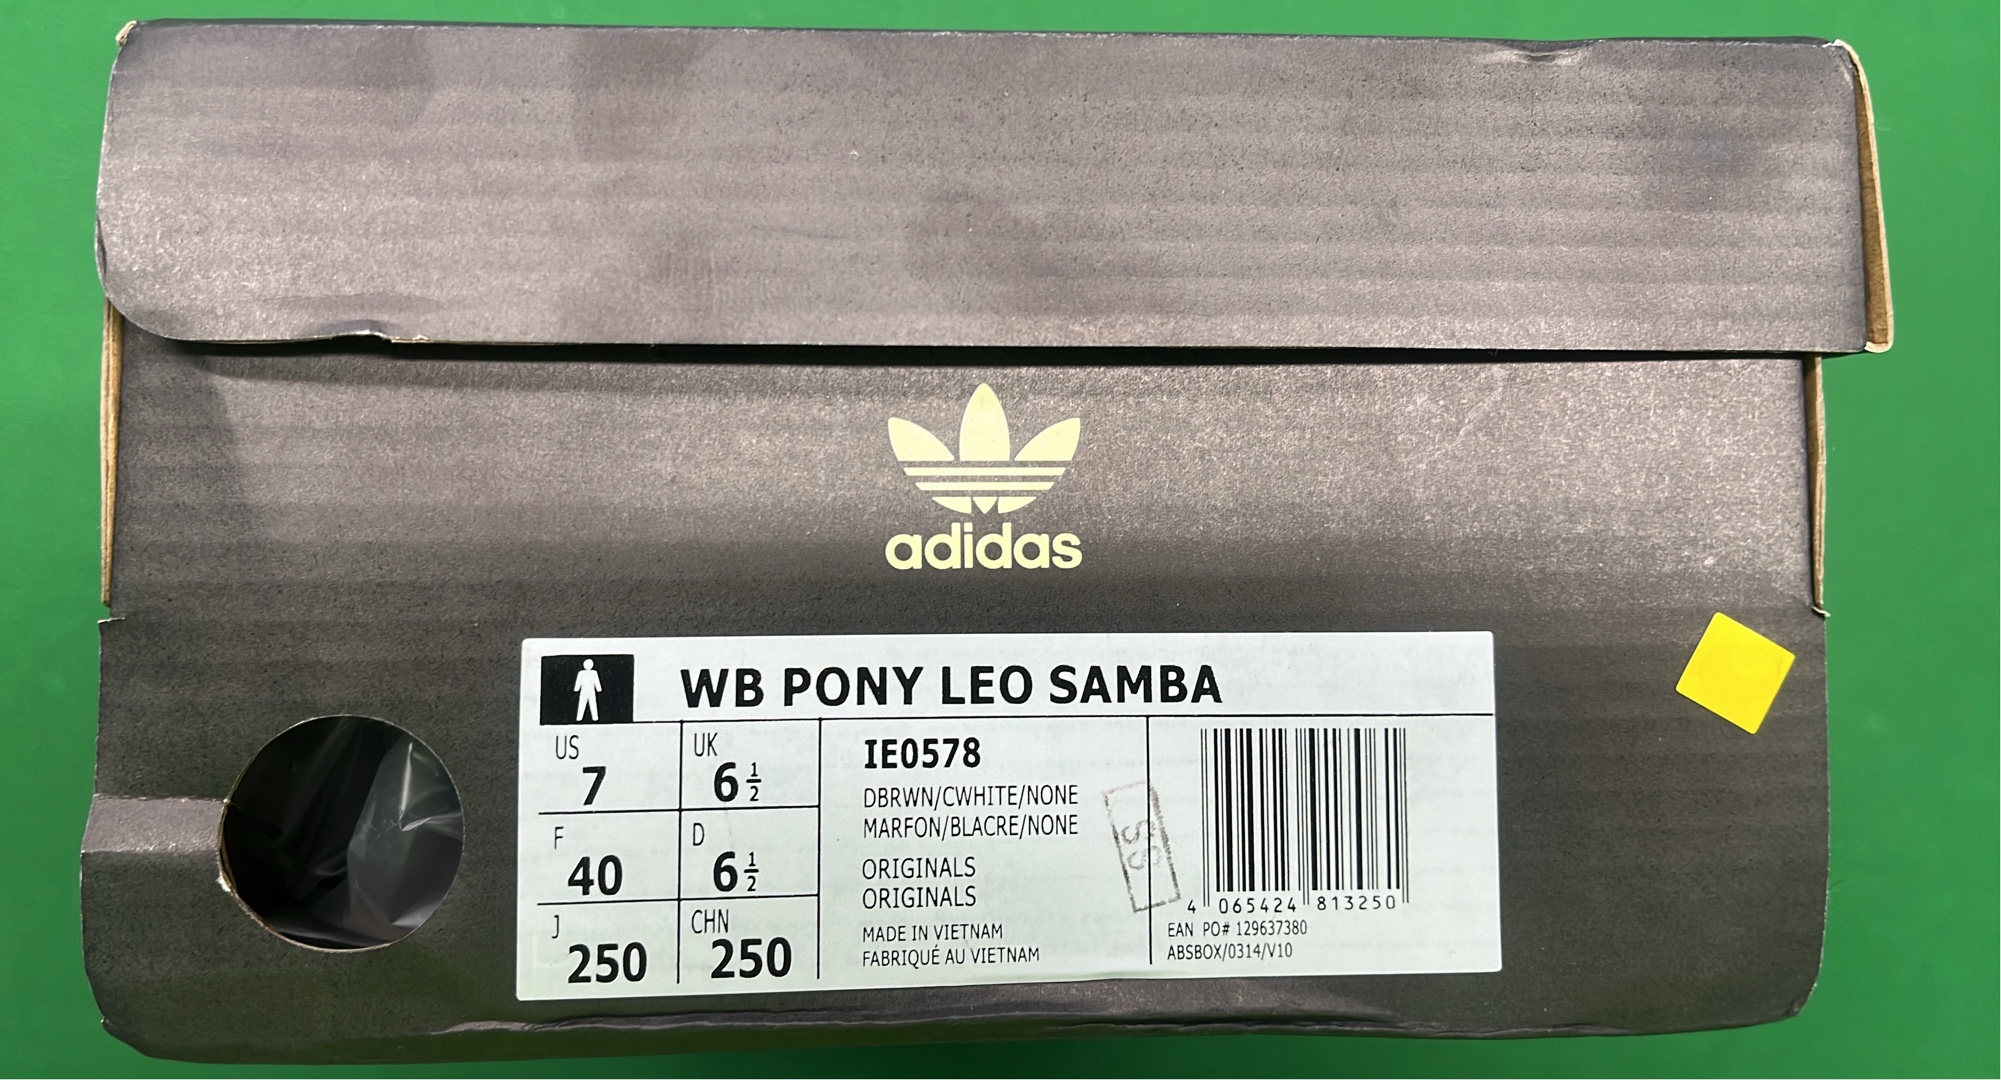 adidas
WB PONY LEO SAMBA
US 7
UK 6 1/2
F 40
D 6 1/2
J 250
CHN 250
IE0578
DBRWN/CWHITE/NONE
MARFON/BLACRE/NONE
ORIGINALS
ORIGINALS
MADE IN VIETNAM
FABRIQUÉ AU VIETNAM
SS
4 065424 813250
EAN PO# 129637380
ABSBOX/0314/V10